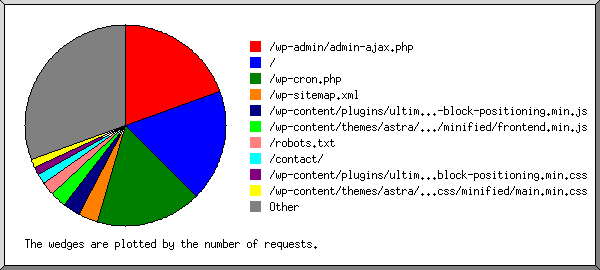 /wp-admin/admin-ajax.php
/
/wp-cron.php
/wp-sitemap.xml
/wp-content/plugins/ultim...-block-positioning.min.js
/wp-content/themes/astra/.../minified/frontend.min.js
/robots.txt
/contact/
/wp-content/plugins/ultim...block-positioning.min.css
/wp-content/themes/astra/...css/minified/main.min.css
Other
The wedges are plotted by the number of requests.